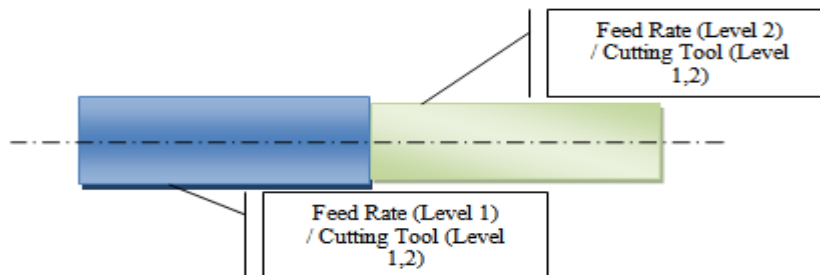 Feed Rate (Level 2)
/ Cutting Tool (Level
1,2)
Feed Rate (Level 1)
/ Cutting Tool (Level
1,2)